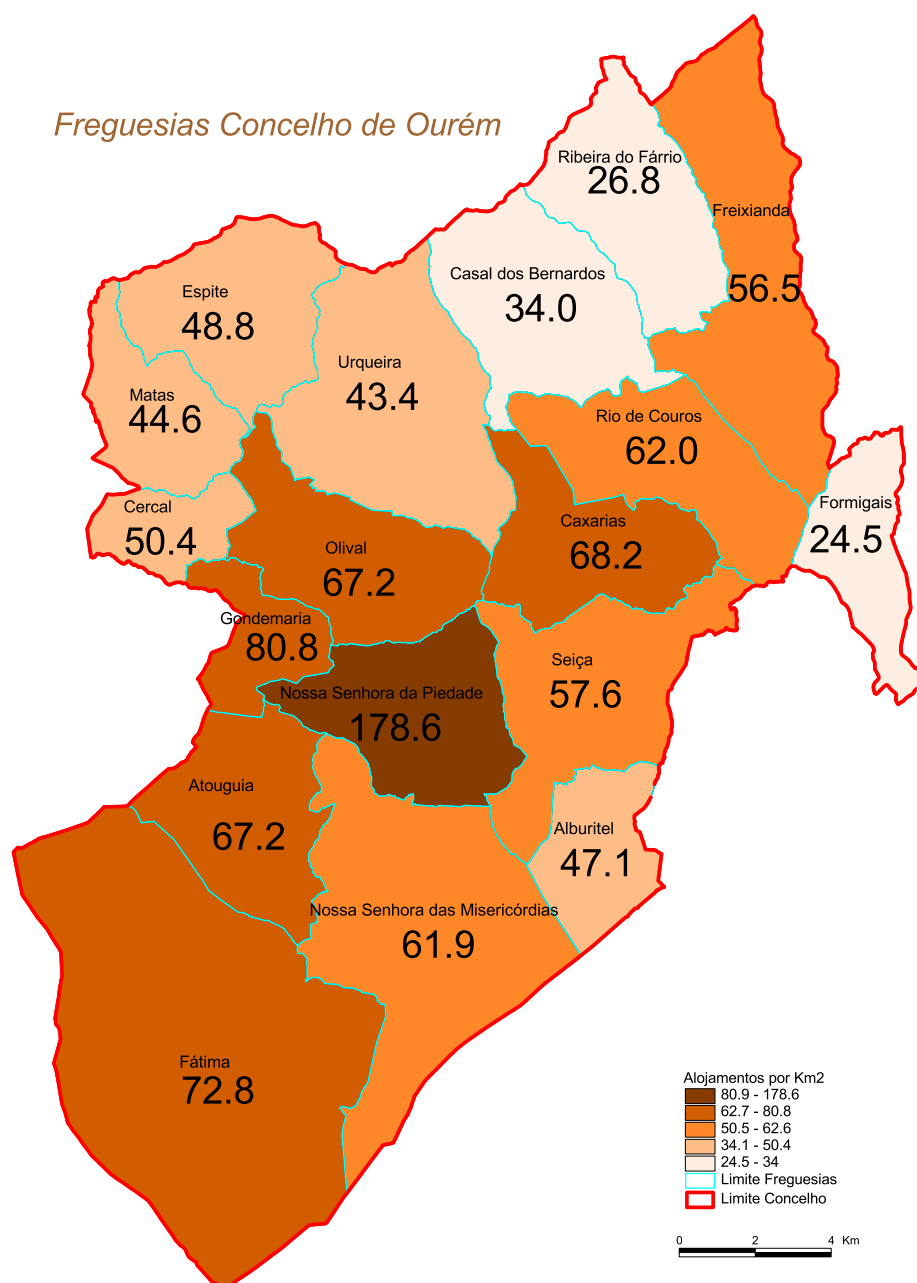 Freguesias Concelho de Ourém
Ribeira do Fárrio
26.8
Freixianda
56.5
Casal dos Bernardos
34.0
Espite
48.8
Urqueira
43.4
Matas
44.6
Rio de Couros
62.0
Formigais
24.5
Cercal
50.4
Caxarias
68.2
Olival
67.2
Gondemaria
80.8
Seiça
57.6
Nossa Senhora da Piedade
178.6
Atouguia
67.2
Alburitel
47.1
Nossa Senhora das Misericórdias
61.9
Fátima
72.8
Alojamentos por Km2
80.9 - 178.6
62.7 - 80.8
50.5 - 62.6
34.1 - 50.4
24.5 - 34
Limite Freguesias
Limite Concelho
0 2 4 Km